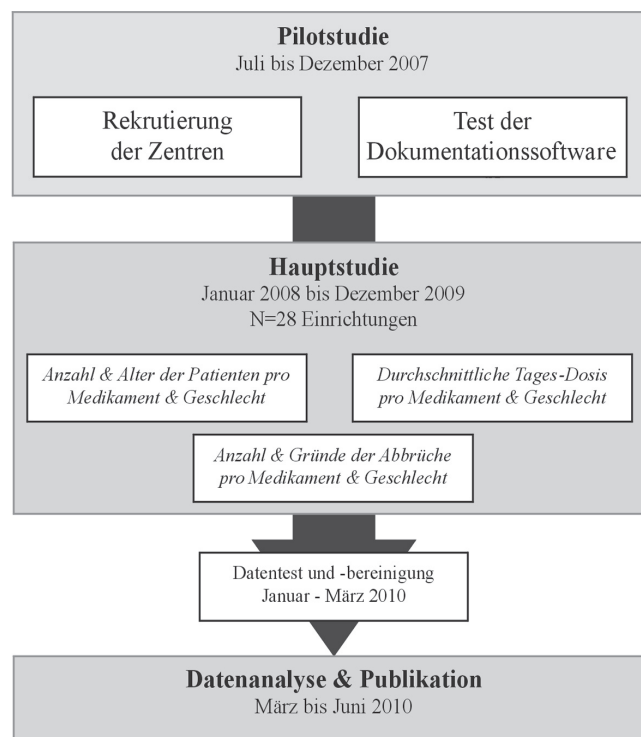 Pilotstudie
Juli bis Dezember 2007
Rekrutierung
der Zentren
Test der
Dokumentationssoftware
Hauptstudie
Januar 2008 bis Dezember 2009
N=28 Einrichtungen
Anzahl & Alter der Patienten pro
Medikament & Geschlecht
Durchschnittliche Tages-Dosis
pro Medikament & Geschlecht
Anzahl & Gründe der Abbrüche
pro Medikament & Geschlecht
Datentest und -bereinigung
Januar - März 2010
Datenanalyse & Publikation
März bis Juni 2010